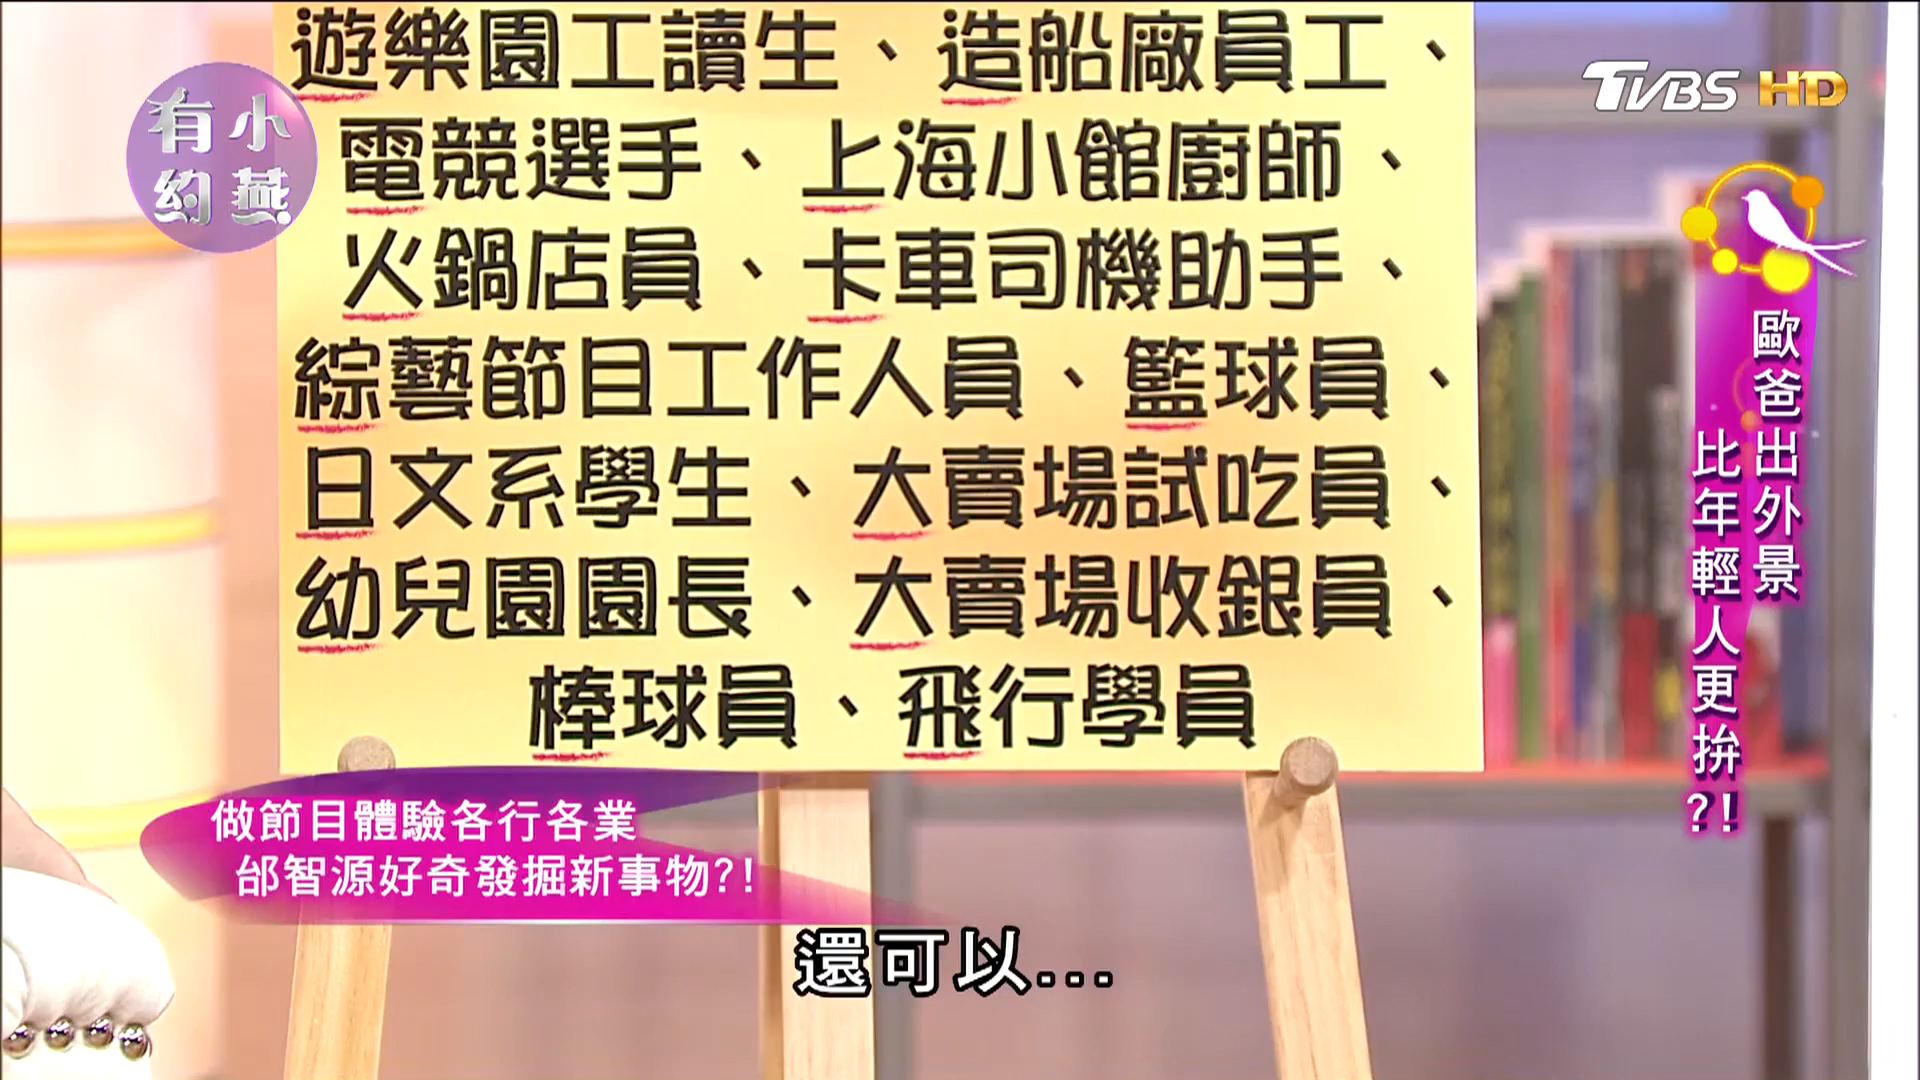 遊樂園工讀生、造船廠員工、
電競選手、上海小館廚師、
火鍋店員、卡車司機助手、
綜藝節目工作人員、籃球員、
日文系學生、大賣場試吃員、
幼兒園園長、大賣場收銀員、
棒球員、飛行學員
小燕
有約
TVBS HD
歐爸出外景
比年輕人更拚?!
做節目體驗各行各業
邰智源好奇發掘新事物?!
還可以...